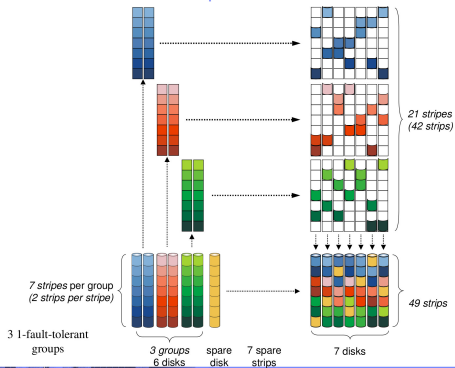 21 stripes
(42 strips)
7 stripes per group
(2 strips per stripe)
49 strips
3 1-fault-tolerant
groups
3 groups
6 disks
spare
disk
7 spare
strips
7 disks